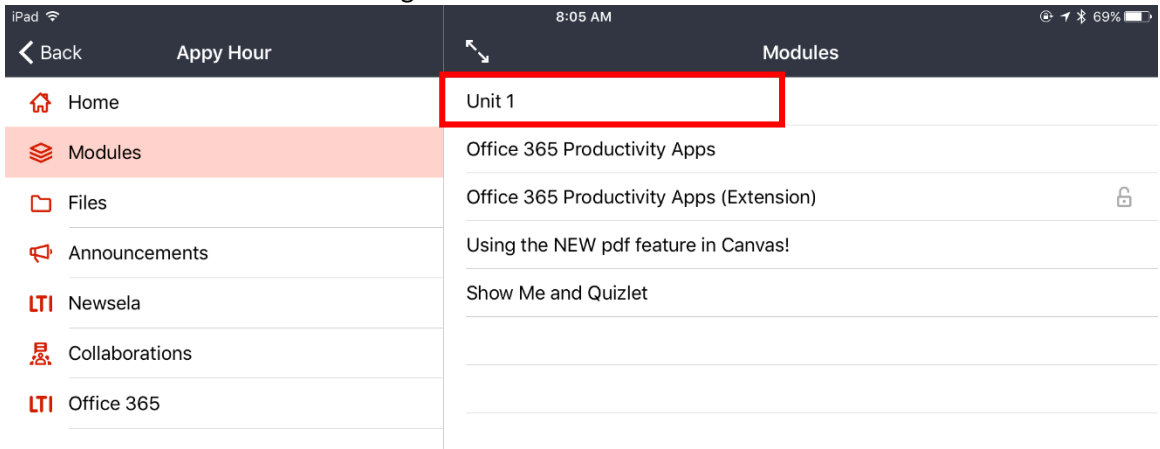 iPad 8:05 AM 69%
Back Appy Hour Modules
Home
Modules
Files
Announcements
LTI Newsela
Collaborations
LTI Office 365
Unit 1
Office 365 Productivity Apps
Office 365 Productivity Apps (Extension)
Using the NEW pdf feature in Canvas!
Show Me and Quizlet